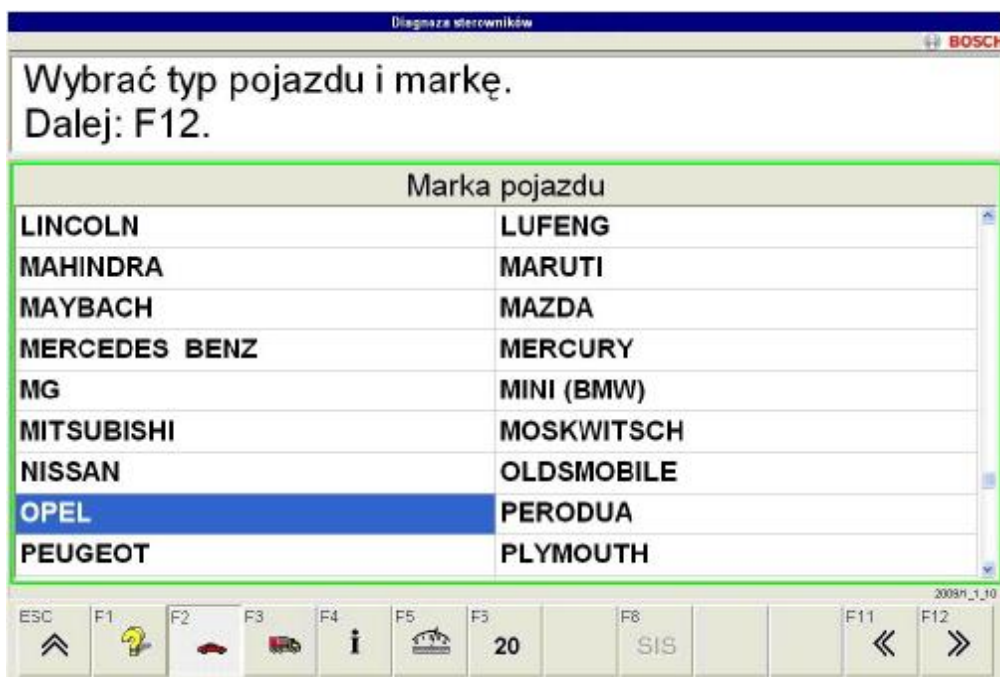 Diagnoza sterowników
BOSCH
Wybrać typ pojazdu i markę.
Dalej: F12.
Marka pojazdu
LINCOLN LUFENG
MAHINDRA MARUTI
MAYBACH MAZDA
MERCEDES BENZ MERCURY
MG MINI (BMW)
MITSUBISHI MOSKWITSCH
NISSAN OLDSMOBILE
OPEL PERODUA
PEUGEOT PLYMOUTH
2009/1_1_10
ESC F1 F2 F3 F4 F5 F8 F11 F12
i 20 SIS